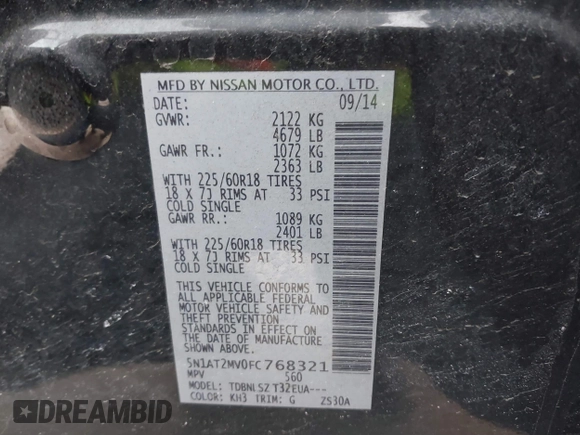 MFD BY NISSAN MOTOR CO., LTD.
DATE: 09/14
GVWR: 2122 KG
4679 LB
GAWR FR.: 1072 KG
2363 LB
WITH 225/60R18 TIRES
18 X 7J RIMS AT 33 PSI
COLD SINGLE
GAWR RR.: 1089 KG
2401 LB
WITH 225/60R18 TIRES
18 X 7J RIMS AT 33 PSI
COLD SINGLE
THIS VEHICLE CONFORMS TO
ALL APPLICABLE FEDERAL
MOTOR VEHICLE SAFETY AND
THEFT PREVENTION
STANDARDS IN EFFECT ON
THE DATE OF MANUFACTURE
SHOWN ABOVE.
5N1AT2MV0FC768321
MPV 560
MODEL: TDBNLSZ T32EUA---
COLOR: KH3 TRIM: G ZS30A
DREAMBID
dreambid.com